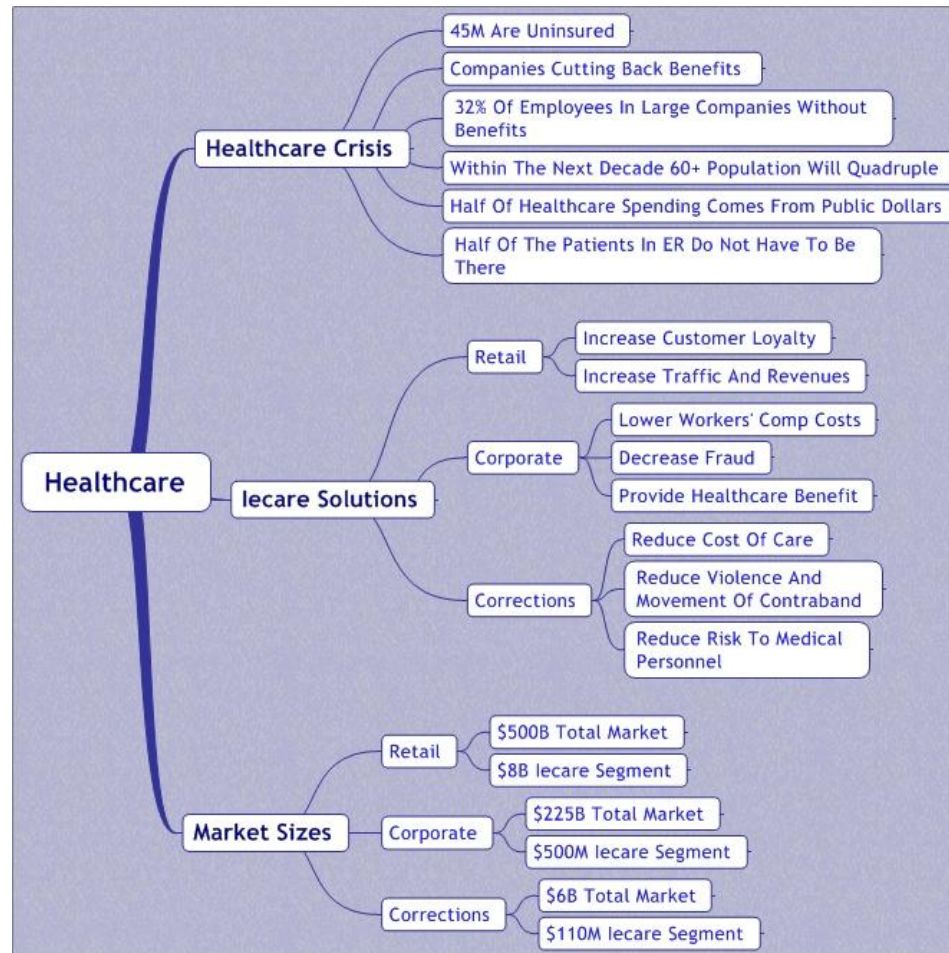 Healthcare
Healthcare Crisis
45M Are Uninsured
Companies Cutting Back Benefits
32% Of Employees In Large Companies Without
Benefits
Within The Next Decade 60+ Population Will Quadruple
Half Of Healthcare Spending Comes From Public Dollars
Half Of The Patients In ER Do Not Have To Be
There
Iecare Solutions
Retail
Increase Customer Loyalty
Increase Traffic And Revenues
Corporate
Lower Workers' Comp Costs
Decrease Fraud
Provide Healthcare Benefit
Corrections
Reduce Cost Of Care
Reduce Violence And
Movement Of Contraband
Reduce Risk To Medical
Personnel
Market Sizes
Retail
$500B Total Market
$8B Iecare Segment
Corporate
$225B Total Market
$500M Iecare Segment
Corrections
$6B Total Market
$110M Iecare Segment